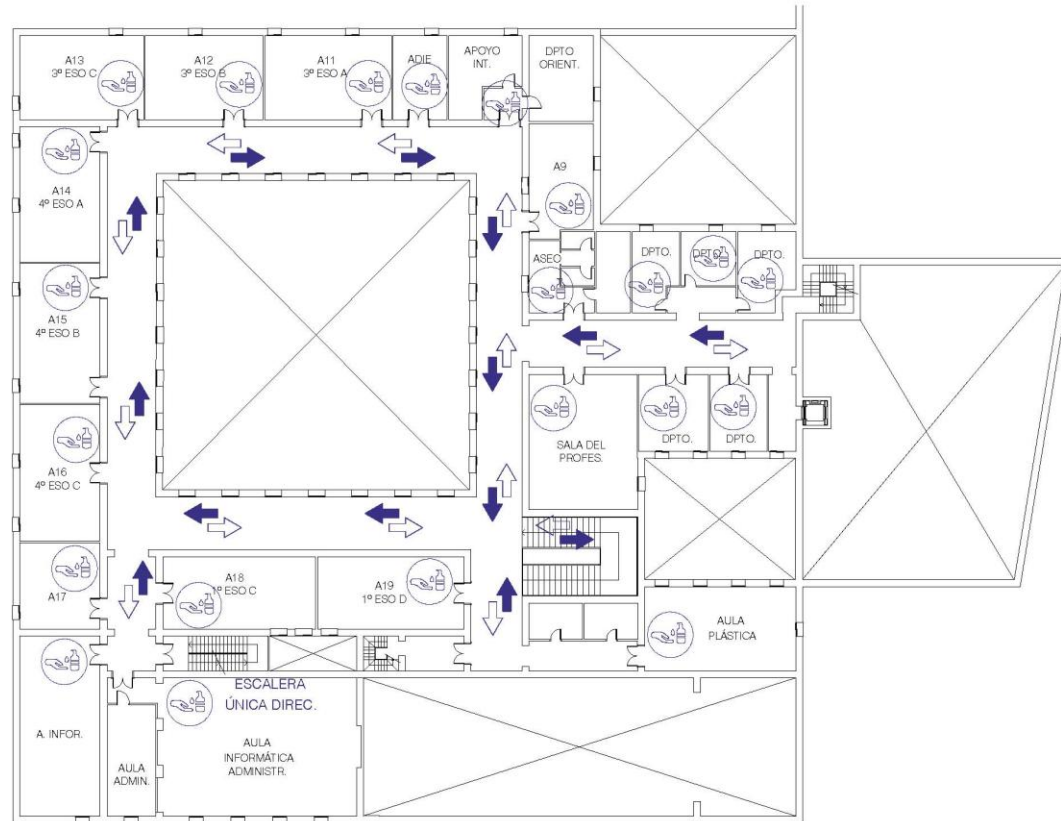 A13
3º ESO C
A12
3º ESO B
A11
3º ESO A
ADIE
APOYO
INT.
DPTO
ORIENT.
A14
4º ESO A
A9
A15
4º ESO B
ASEO
DPTO.
DPTO.
DPTO.
A16
4º ESO C
SALA DEL
PROFES.
DPTO.
DPTO.
A17
A18
1º ESO C
A19
1º ESO D
AULA
PLÁSTICA
ESCALERA
ÚNICA DIREC.
A. INFOR.
AULA
ADMIN.
AULA
INFORMÁTICA
ADMINISTR.